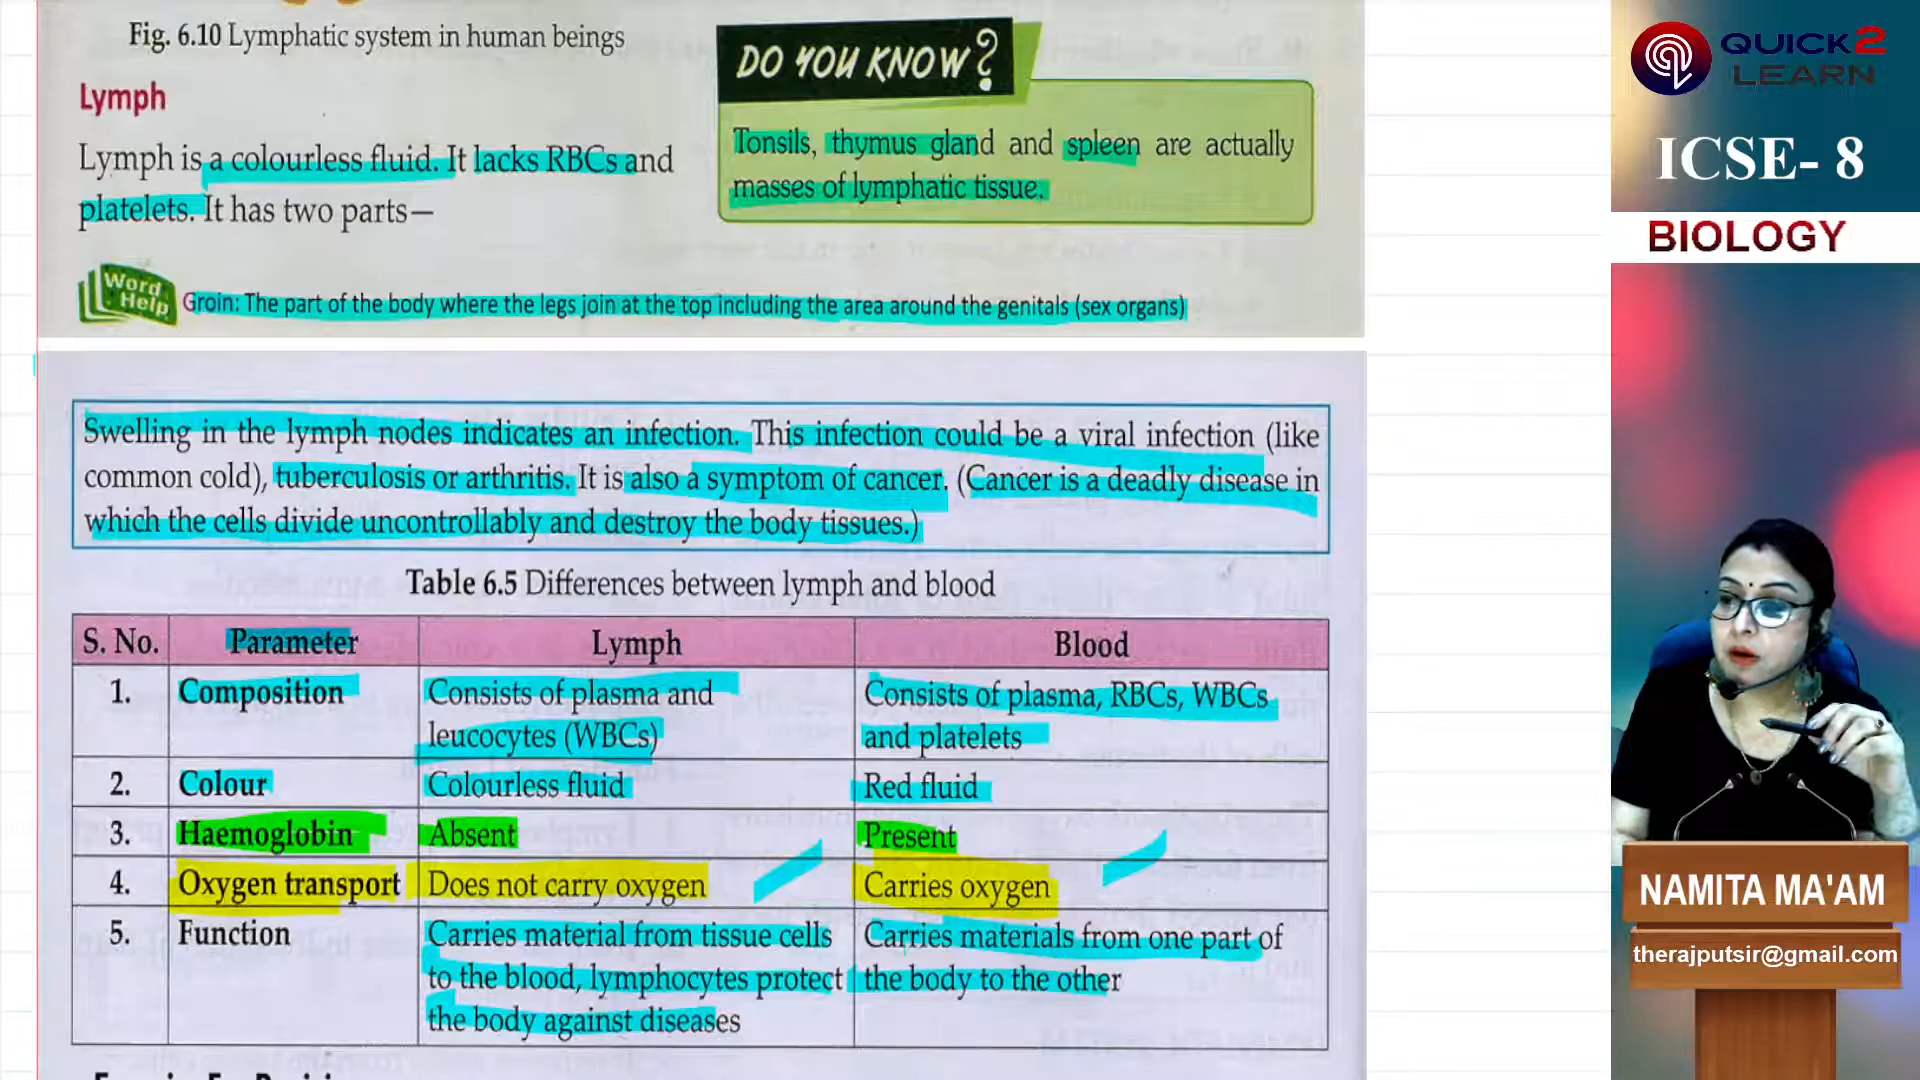 Fig. 6.10 Lymphatic system in human beings
Lymph
Lymph is a colourless fluid. It lacks RBCs and
platelets. It has two parts—
DO YOU KNOW?
Tonsils, thymus gland and spleen are actually
masses of lymphatic tissue.
Word Help
Groin: The part of the body where the legs join at the top including the area around the genitals (sex organs)
Swelling in the lymph nodes indicates an infection. This infection could be a viral infection (like
common cold), tuberculosis or arthritis. It is also a symptom of cancer. (Cancer is a deadly disease in
which the cells divide uncontrollably and destroy the body tissues.)
Table 6.5 Differences between lymph and blood
S. No. Parameter Lymph Blood
1. Composition Consists of plasma and Consists of plasma, RBCs, WBCs
leucocytes (WBCs) and platelets
2. Colour Colourless fluid Red fluid
3. Haemoglobin Absent Present
4. Oxygen transport Does not carry oxygen Carries oxygen
5. Function Carries material from tissue cells Carries materials from one part of
to the blood, lymphocytes protect the body to the other
the body against diseases
QUICK2
LEARN
ICSE- 8
BIOLOGY
NAMITA MA'AM
therajputsir@gmail.com